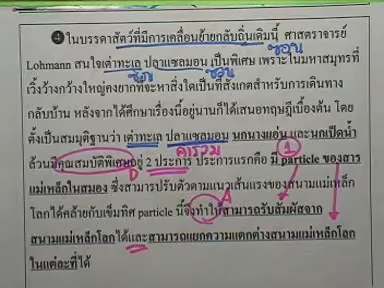 ❹ ในบรรดาสัตว์ที่มีการเคลื่อนย้ายกลับถิ่นเดิมนี้ ศาสตราจารย์
Lohmann สนใจเต่าทะเล ปลาแซลมอน เป็นพิเศษ เพราะในมหาสมุทรที่
เวิ้งว้างกว้างใหญ่คงยากที่จะหาสิ่งใดเป็นที่สังเกตสำหรับการเดินทาง
กลับบ้าน หลังจากได้ศึกษาเรื่องนี้อยู่นานก็ได้เสนอทฤษฎีเบื้องต้น โดย
ตั้งเป็นสมมุติฐานว่า เต่าทะเล ปลาแซลมอน นกนางแอ่น และนกเป็ดน้ำ
ล้วนมีคุณสมบัติพิเศษอยู่ 2 ประการ ประการแรกคือ มี particle ของสาร
แม่เหล็กในสมอง ซึ่งสามารถปรับตัวตามแนวเส้นแรงของสนามแม่เหล็ก
โลกได้คล้ายกับเข็มทิศ particle นี้จึงทำให้สามารถรับสัมผัสจาก
สนามแม่เหล็กโลกได้และสามารถแยกความแตกต่างสนามแม่เหล็กโลก
ในแต่ละที่ได้